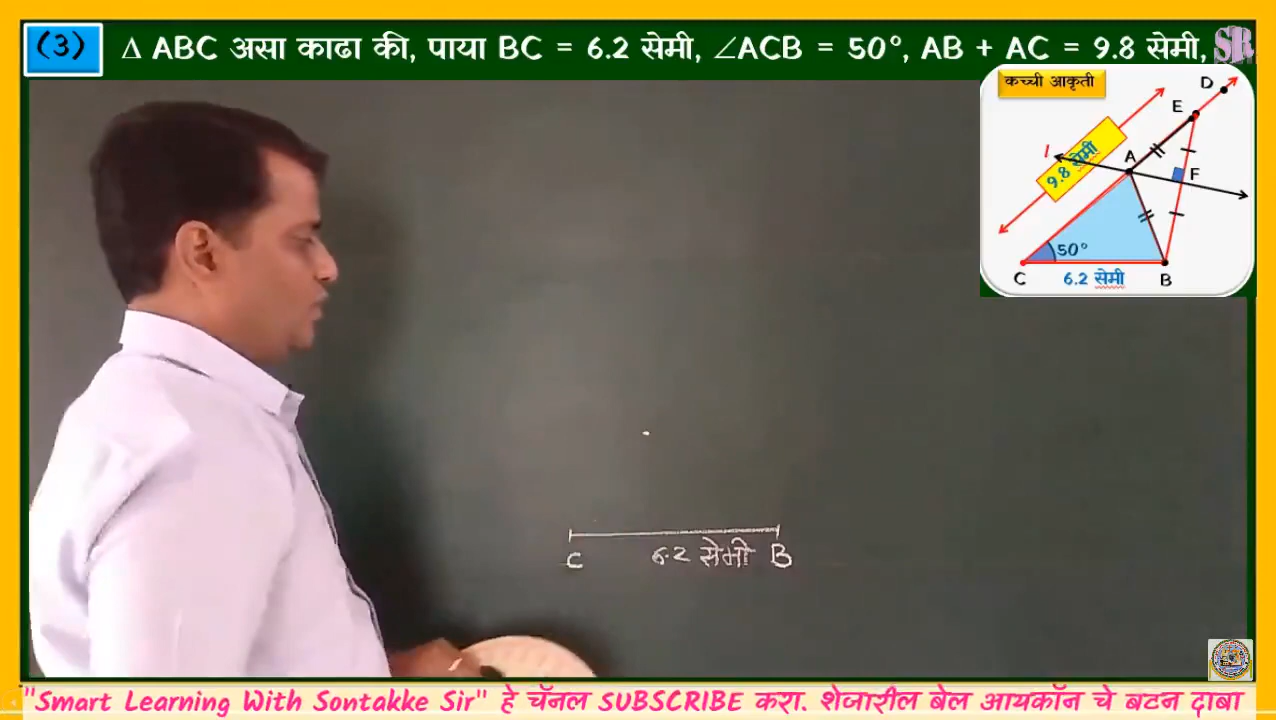 (3) ∆ ABC असा काढा की, पाया BC = 6.2 सेमी, ∠ACB = 50°, AB + AC = 9.8 सेमी,
SR
कच्ची आकृती
D
E
l
9.8 सेमी
A
F
50°
C 6.2 सेमी B
C 6.2 सेमी B
"Smart Learning With Sontakke Sir" हे चॅनल SUBSCRIBE करा. शेजारील बेल आयकॉन चे बटन दाबा